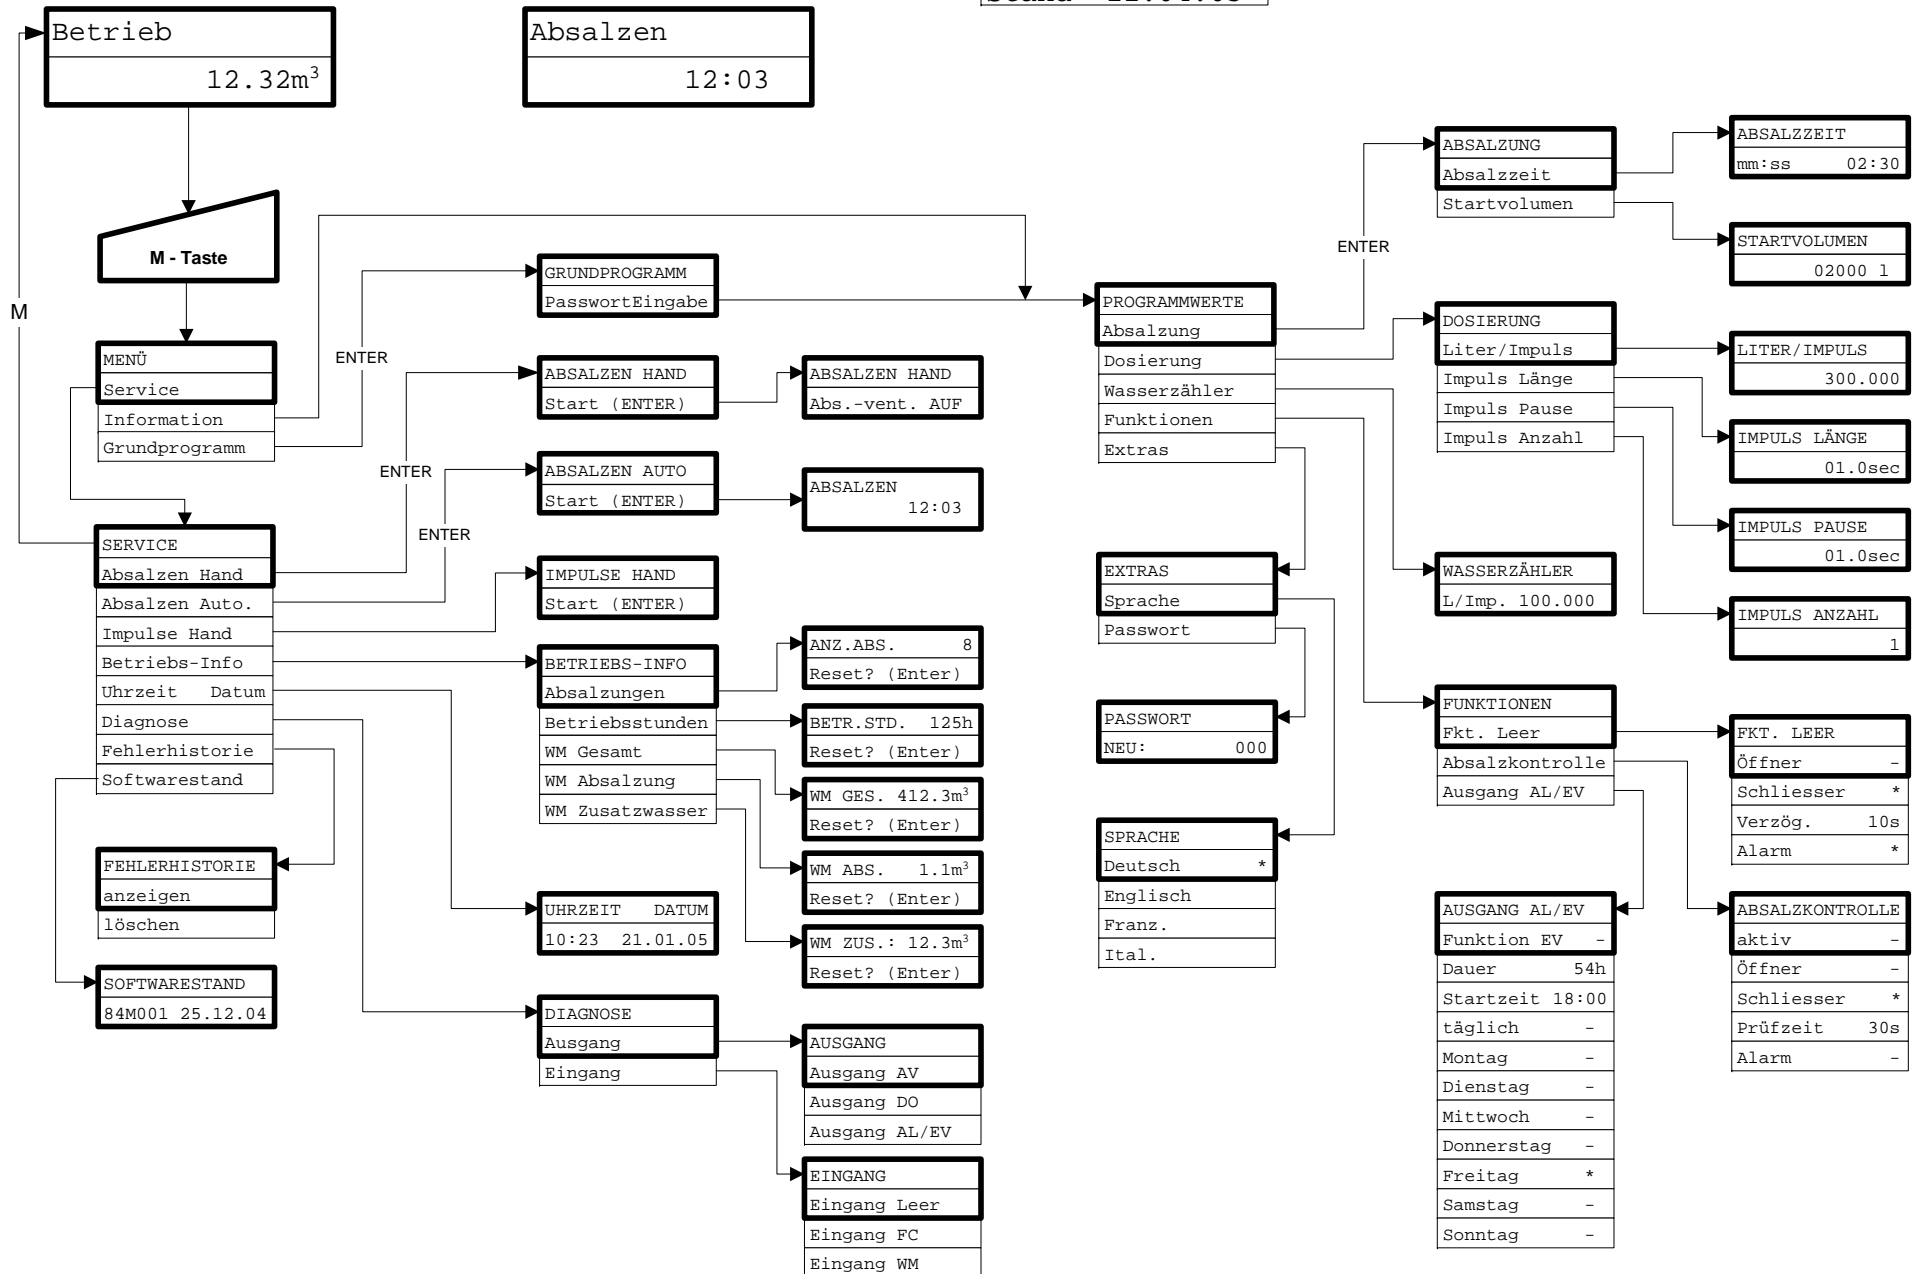 Betrieb
12.32m³
Absalzen
12:03
M - Taste
M
MENÜ
Service
Information
Grundprogramm
ENTER
ENTER
ENTER
SERVICE
Absalzen Hand
Absalzen Auto.
Impulse Hand
Betriebs-Info
Uhrzeit Datum
Diagnose
Fehlerhistorie
Softwarestand
FEHLERHISTORIE
anzeigen
löschen
SOFTWARESTAND
84M001 25.12.04
GRUNDPROGRAMM
PasswortEingabe
ABSALZEN HAND
Start (ENTER)
ABSALZEN HAND
Abs.-vent. AUF
ABSALZEN AUTO
Start (ENTER)
ABSALZEN
12:03
IMPULSE HAND
Start (ENTER)
BETRIEBS-INFO
Absalzungen
Betriebsstunden
WM Gesamt
WM Absalzung
WM Zusatzwasser
ANZ.ABS. 8
Reset? (Enter)
BETR.STD. 125h
Reset? (Enter)
WM GES. 412.3m³
Reset? (Enter)
WM ABS. 1.1m³
Reset? (Enter)
WM ZUS.: 12.3m³
Reset? (Enter)
UHRZEIT DATUM
10:23 21.01.05
DIAGNOSE
Ausgang
Eingang
AUSGANG
Ausgang AV
Ausgang DO
Ausgang AL/EV
EINGANG
Eingang Leer
Eingang FC
Eingang WM
PROGRAMMWERTE
Absalzung
Dosierung
Wasserzähler
Funktionen
Extras
EXTRAS
Sprache
Passwort
PASSWORT
NEU: 000
SPRACHE
Deutsch *
Englisch
Franz.
Ital.
ENTER
ABSALZUNG
Absalzzeit
Startvolumen
ABSALZZEIT
mm:ss 02:30
STARTVOLUMEN
02000 l
DOSIERUNG
Liter/Impuls
Impuls Länge
Impuls Pause
Impuls Anzahl
LITER/IMPULS
300.000
IMPULS LÄNGE
01.0sec
IMPULS PAUSE
01.0sec
IMPULS ANZAHL
1
WASSERZÄHLER
L/Imp. 100.000
FUNKTIONEN
Fkt. Leer
Absalzkontrolle
Ausgang AL/EV
FKT. LEER
Öffner -
Schliesser *
Verzög. 10s
Alarm *
AUSGANG AL/EV
Funktion EV -
Dauer 54h
Startzeit 18:00
täglich -
Montag -
Dienstag -
Mittwoch -
Donnerstag -
Freitag *
Samstag -
Sonntag -
ABSALZKONTROLLE
aktiv -
Öffner -
Schliesser *
Prüfzeit 30s
Alarm -